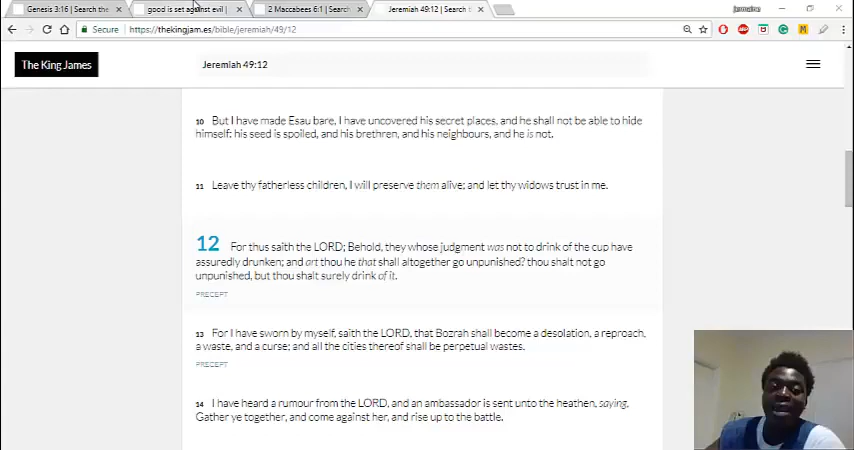 Genesis 3:16 | Search the
good is set against evil |
2 Maccabees 6:1 | Search
Jeremiah 49:12 | Search t
jermaine
Secure https://thekingjam.es/bible/jeremiah/49/12
The King James
Jeremiah 49:12
10 But I have made Esau bare, I have uncovered his secret places, and he shall not be able to hide
himself: his seed is spoiled, and his brethren, and his neighbours, and he is not.
11 Leave thy fatherless children, I will preserve them alive; and let thy widows trust in me.
12 For thus saith the LORD; Behold, they whose judgment was not to drink of the cup have
assuredly drunken; and art thou he that shall altogether go unpunished? thou shalt not go
unpunished, but thou shalt surely drink of it.
PRECEPT
13 For I have sworn by myself, saith the LORD, that Bozrah shall become a desolation, a reproach,
a waste, and a curse; and all the cities thereof shall be perpetual wastes.
PRECEPT
14 I have heard a rumour from the LORD, and an ambassador is sent unto the heathen, saying,
Gather ye together, and come against her, and rise up to the battle.